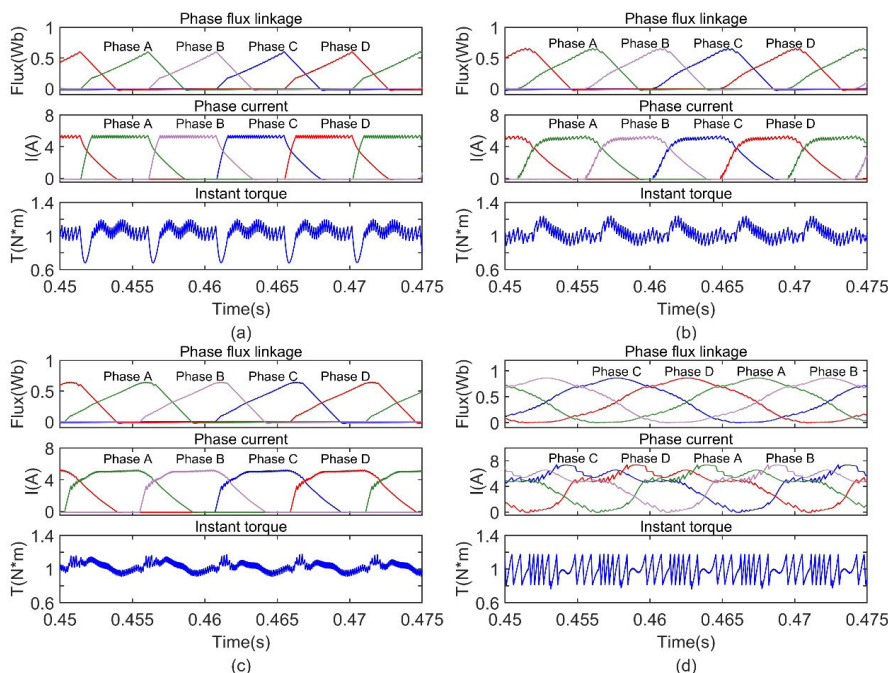 Phase flux linkage
Flux(Wb)
1
0.5
0
Phase A Phase B Phase C Phase D
Phase current
I(A)
8
4
0
Phase A Phase B Phase C Phase D
Instant torque
T(N*m)
1.4
1
0.6
0.45 0.455 0.46 0.465 0.47 0.475
Time(s)
(a)
Phase flux linkage
Flux(Wb)
1
0.5
0
Phase A Phase B Phase C Phase D
Phase current
I(A)
8
4
0
Phase A Phase B Phase C Phase D
Instant torque
T(N*m)
1.4
1
0.6
0.45 0.455 0.46 0.465 0.47 0.475
Time(s)
(b)
Phase flux linkage
Flux(Wb)
1
0.5
0
Phase A Phase B Phase C Phase D
Phase current
I(A)
8
4
0
Phase A Phase B Phase C Phase D
Instant torque
T(N*m)
1.4
1
0.6
0.45 0.455 0.46 0.465 0.47 0.475
Time(s)
(c)
Phase flux linkage
Flux(Wb)
1
0.5
0
Phase C Phase D Phase A Phase B
Phase current
I(A)
8
6
4
2
0
Phase C Phase D Phase A Phase B
Instant torque
T(N*m)
1.4
1
0.6
0.45 0.455 0.46 0.465 0.47 0.475
Time(s)
(d)